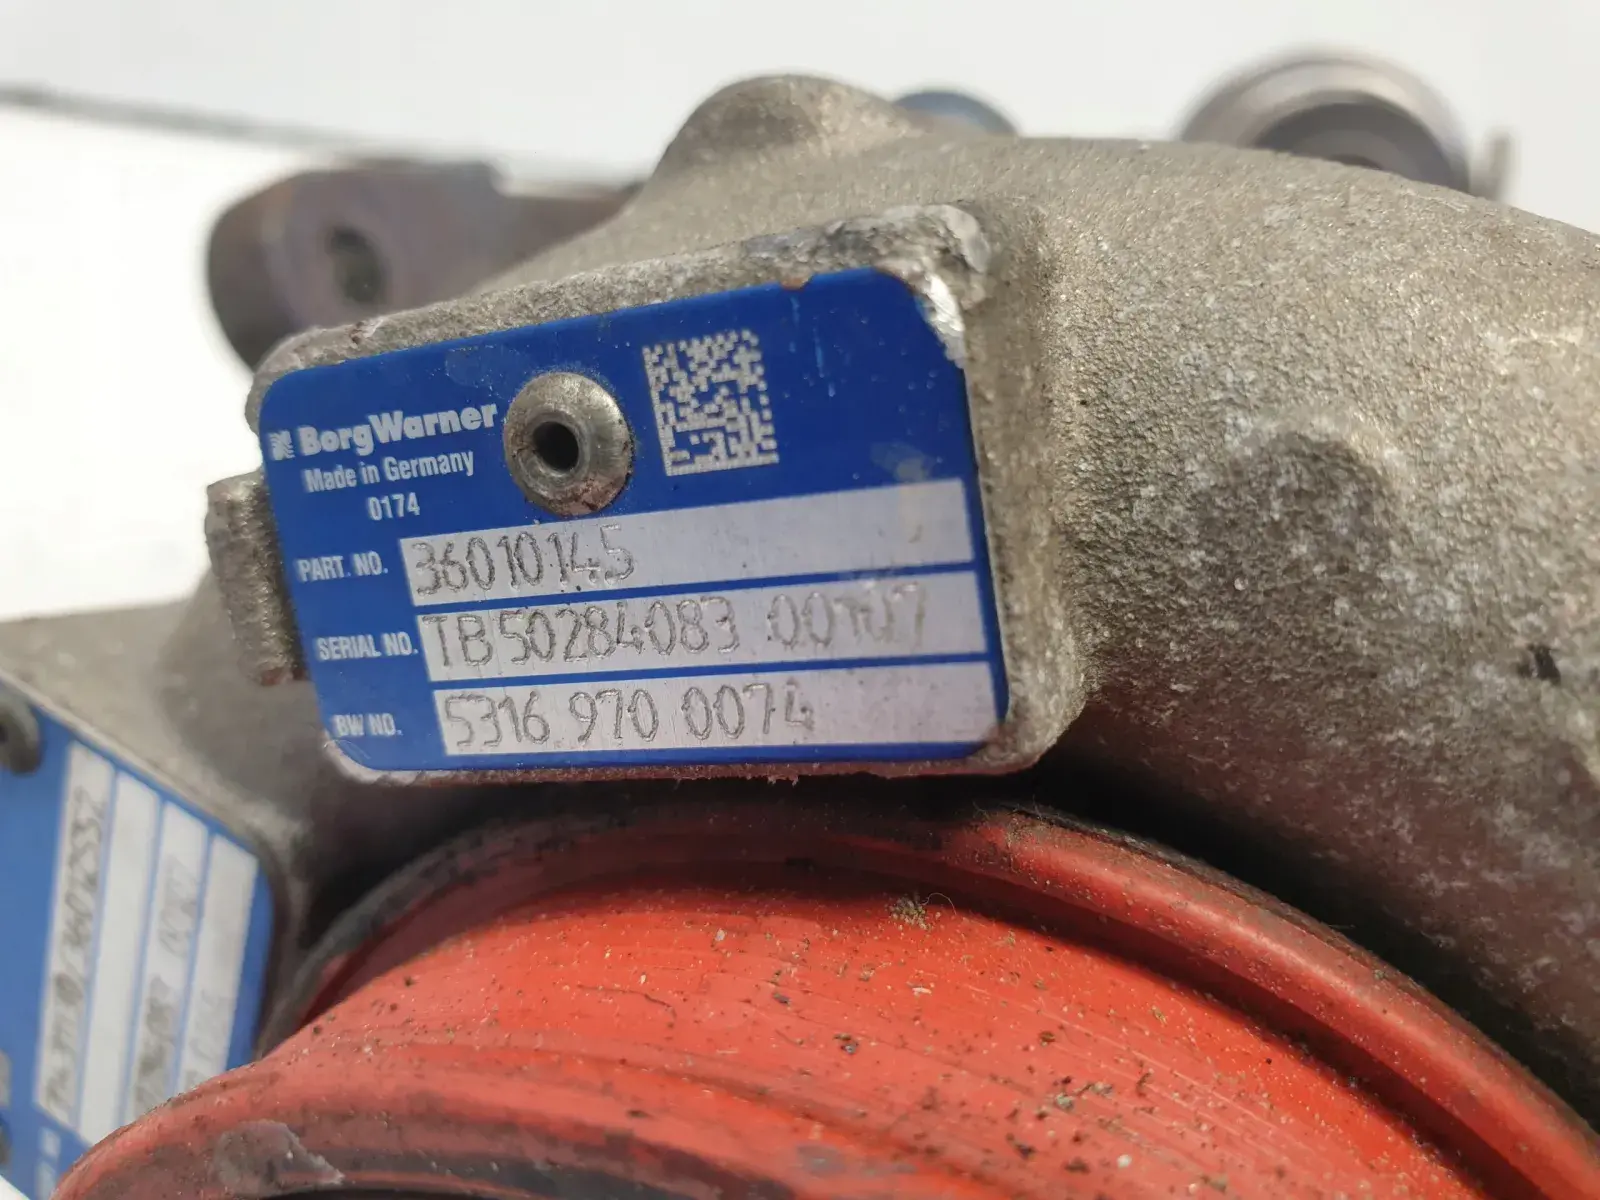 BorgWarner
Made in Germany
0174
PART. NO. 36010145
SERIAL NO. TB 50284083
BW NO. 5316 970 0074